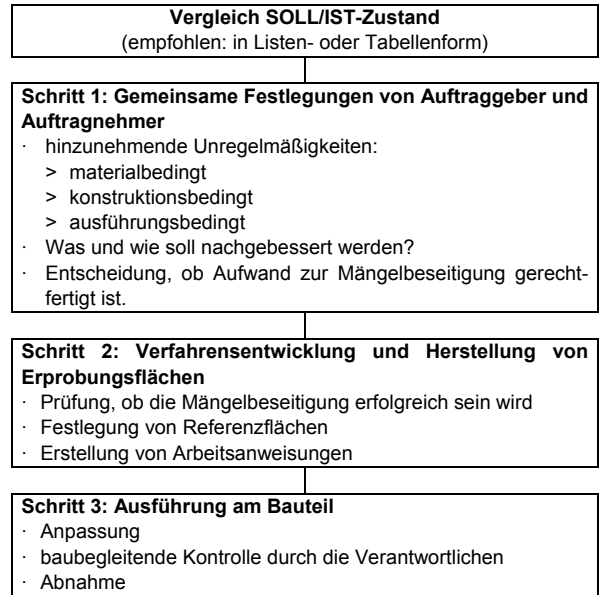 Vergleich SOLL/IST-Zustand
(empfohlen: in Listen- oder Tabellenform)
Schritt 1: Gemeinsame Festlegungen von Auftraggeber und
Auftragnehmer
· hinzunehmende Unregelmäßigkeiten:
> materialbedingt
> konstruktionsbedingt
> ausführungsbedingt
· Was und wie soll nachgebessert werden?
· Entscheidung, ob Aufwand zur Mängelbeseitigung gerecht-
fertigt ist.
Schritt 2: Verfahrensentwicklung und Herstellung von
Erprobungsflächen
· Prüfung, ob die Mängelbeseitigung erfolgreich sein wird
· Festlegung von Referenzflächen
· Erstellung von Arbeitsanweisungen
Schritt 3: Ausführung am Bauteil
· Anpassung
· baubegleitende Kontrolle durch die Verantwortlichen
· Abnahme